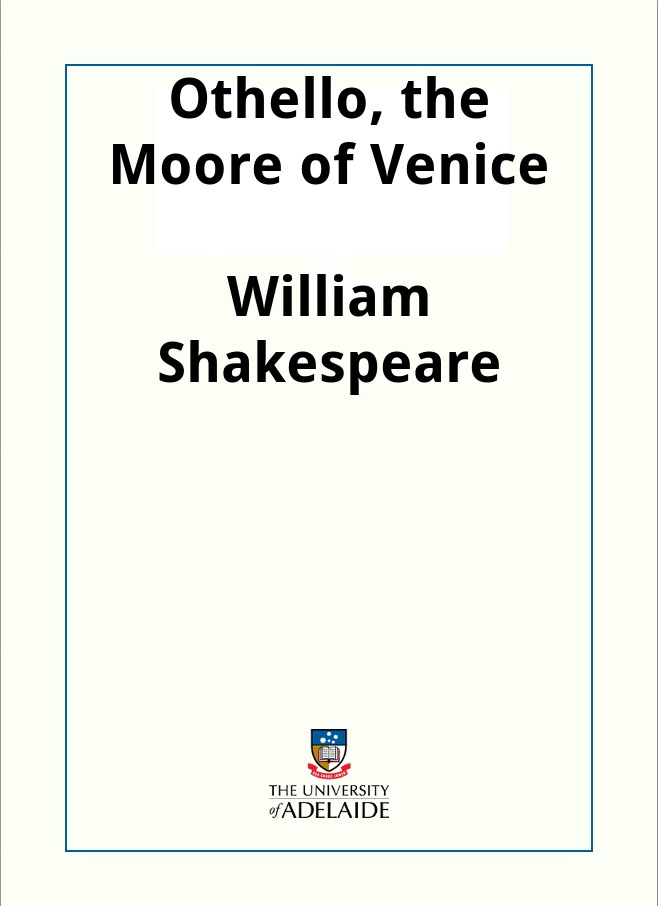 Othello, the
Moore of Venice
William
Shakespeare
THE UNIVERSITY
of ADELAIDE